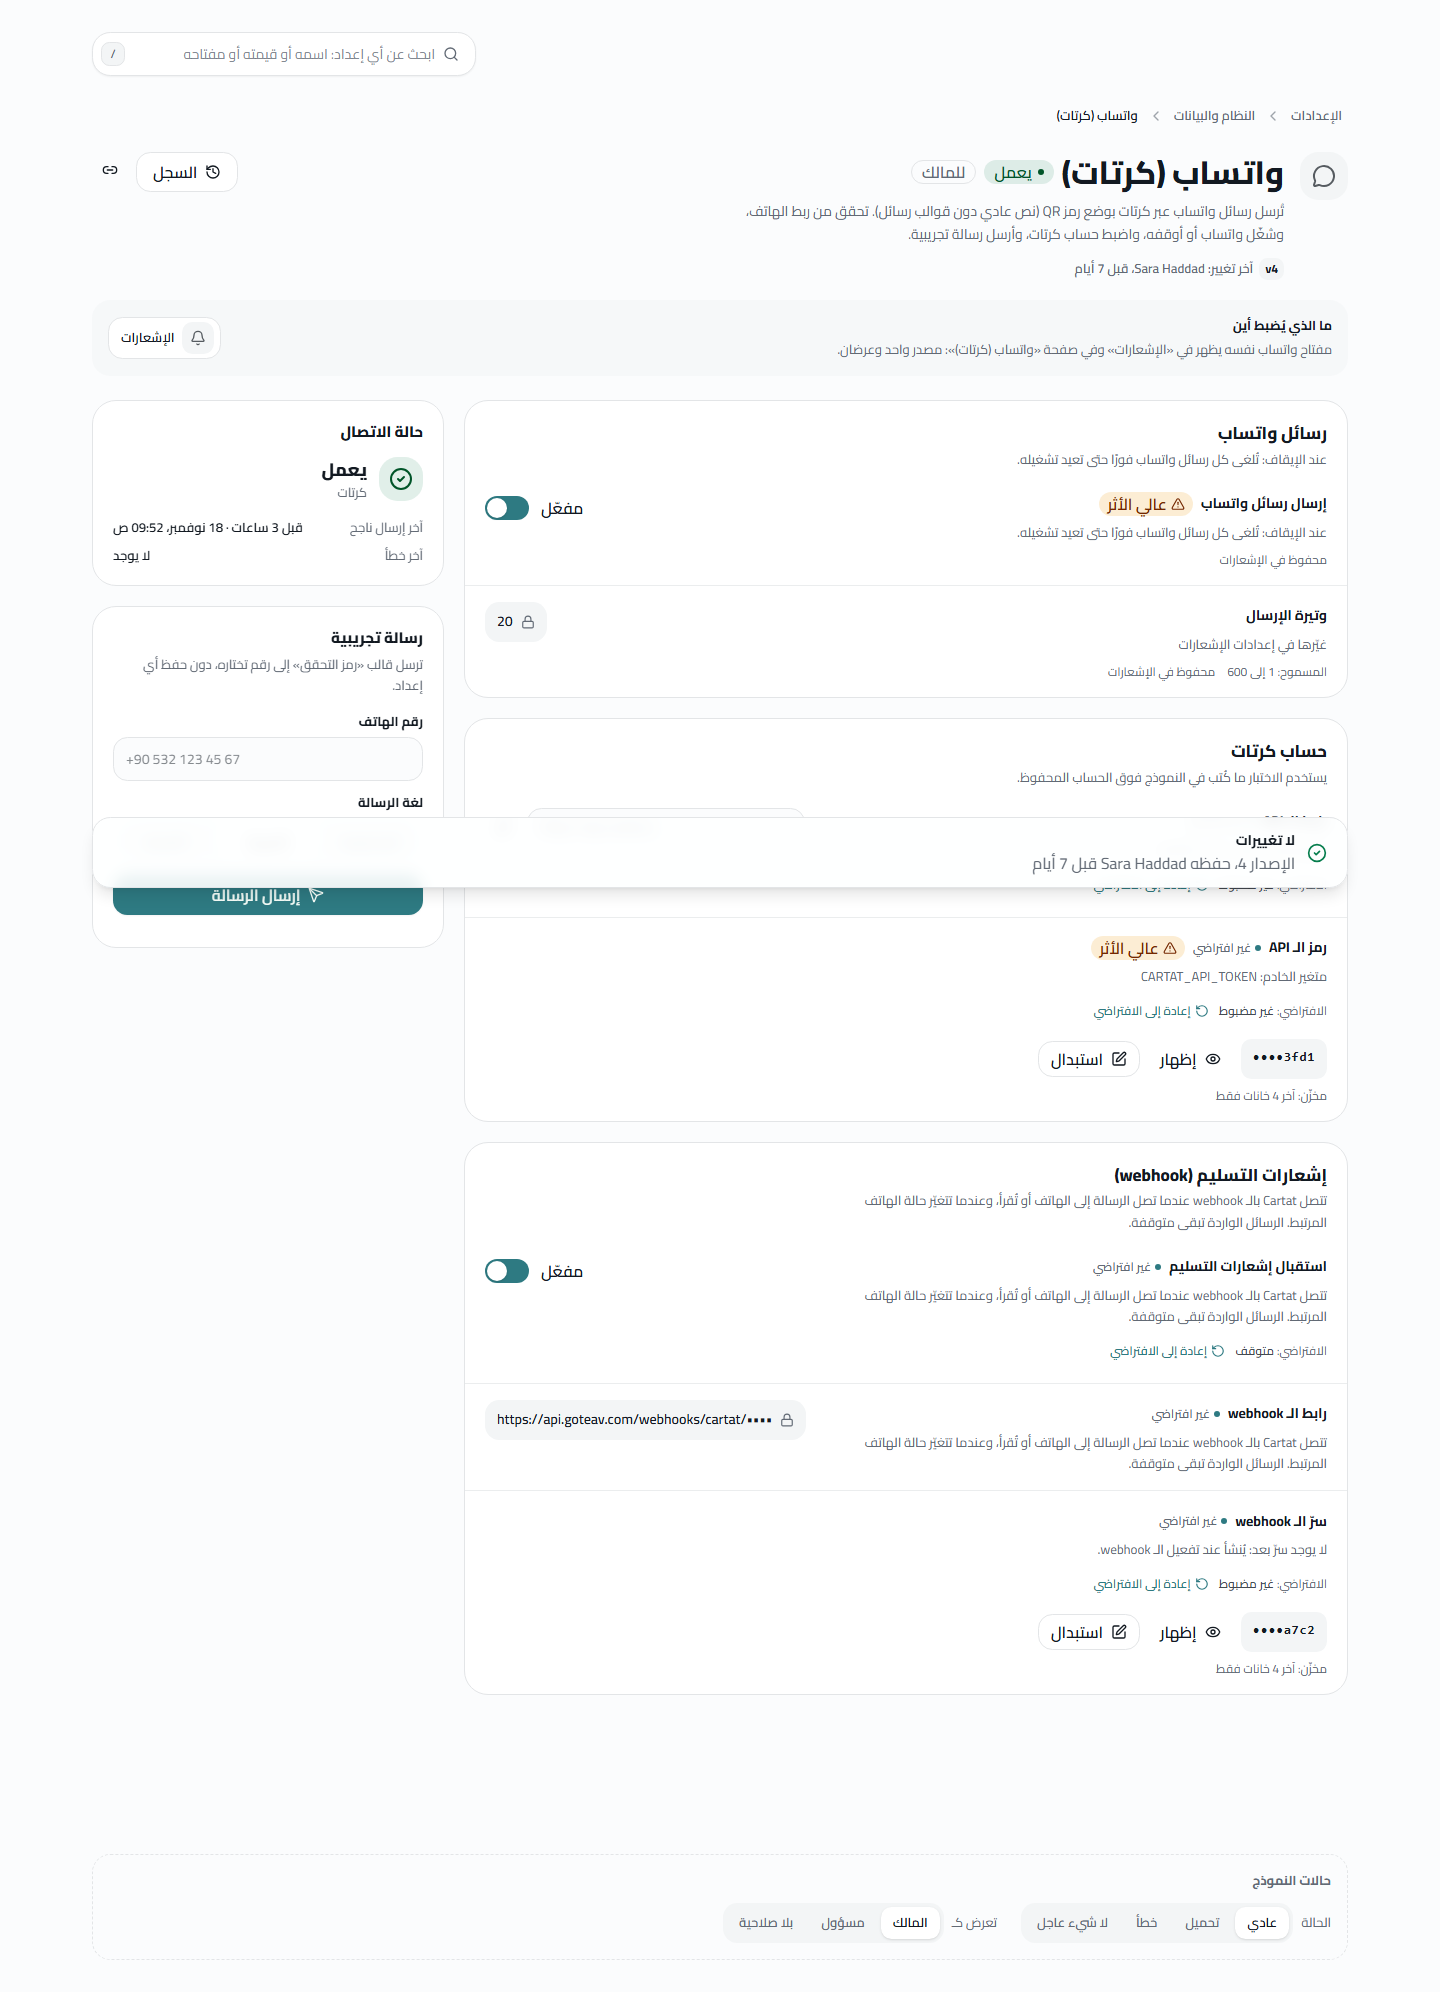 ابحث عن أي إعداد: اسمه أو قيمته أو مفتاحه
/
الإعدادات
النظام والبيانات
واتساب (كرتات)
واتساب (كرتات)
يعمل
للمالك
السجل
تُرسل رسائل واتساب عبر كرتات بوضع رمز QR (نص عادي دون قوالب رسائل). تحقق من ربط الهاتف،
وشغّل واتساب أو أوقفه، واضبط حساب كرتات، وأرسل رسالة تجريبية.
v4 آخر تغيير: Sara Haddad، قبل 7 أيام
ما الذي يُضبط أين
مفتاح واتساب نفسه يظهر في «الإشعارات» وفي صفحة «واتساب (كرتات)»: مصدر واحد وعرضان.
الإشعارات
رسائل واتساب
عند الإيقاف: تُلغى كل رسائل واتساب فورًا حتى تعيد تشغيله.
إرسال رسائل واتساب
عالي الأثر
مفعّل
عند الإيقاف: تُلغى كل رسائل واتساب فورًا حتى تعيد تشغيله.
محفوظ في الإشعارات
وتيرة الإرسال
20
غيّرها في إعدادات الإشعارات
المسموح: 1 إلى 600 محفوظ في الإشعارات
حالة الاتصال
يعمل
كرتات
آخر إرسال ناجح
قبل 3 ساعات · 18 نوفمبر، 09:52 ص
آخر خطأ
لا يوجد
رسالة تجريبية
ترسل قالب «رمز التحقق» إلى رقم تختاره، دون حفظ أي
إعداد.
رقم الهاتف
+90 532 123 45 67
لغة الرسالة
إرسال الرسالة
حساب كرتات
يستخدم الاختبار ما كُتب في النموذج فوق الحساب المحفوظ.
لا تغييرات
الإصدار 4، حفظه Sara Haddad قبل 7 أيام
رمز الـ API
غير افتراضي
عالي الأثر
متغير الخادم: CARTAT_API_TOKEN
الافتراضي: غير مضبوط
إعادة إلى الافتراضي
••••3fd1
إظهار
استبدال
مخزّن: آخر 4 خانات فقط
إشعارات التسليم (webhook)
تتصل Cartat بالـ webhook عندما تصل الرسالة إلى الهاتف أو تُقرأ، وعندما تتغيّر حالة الهاتف
المرتبط. الرسائل الواردة تبقى متوقفة.
استقبال إشعارات التسليم
غير افتراضي
مفعّل
تتصل Cartat بالـ webhook عندما تصل الرسالة إلى الهاتف أو تُقرأ، وعندما تتغيّر حالة الهاتف
المرتبط. الرسائل الواردة تبقى متوقفة.
الافتراضي: متوقف
إعادة إلى الافتراضي
رابط الـ webhook
غير افتراضي
https://api.goteav.com/webhooks/cartat/••••
تتصل Cartat بالـ webhook عندما تصل الرسالة إلى الهاتف أو تُقرأ، وعندما تتغيّر حالة الهاتف
المرتبط. الرسائل الواردة تبقى متوقفة.
سرّ الـ webhook
غير افتراضي
لا يوجد سرّ بعد: يُنشأ عند تفعيل الـ webhook.
الافتراضي: غير مضبوط
إعادة إلى الافتراضي
••••a7c2
إظهار
استبدال
مخزّن: آخر 4 خانات فقط
حالات النموذج
الحالة
عادي
تحميل
خطأ
لا شيء عاجل
تعرض كـ
المالك
مسؤول
بلا صلاحية